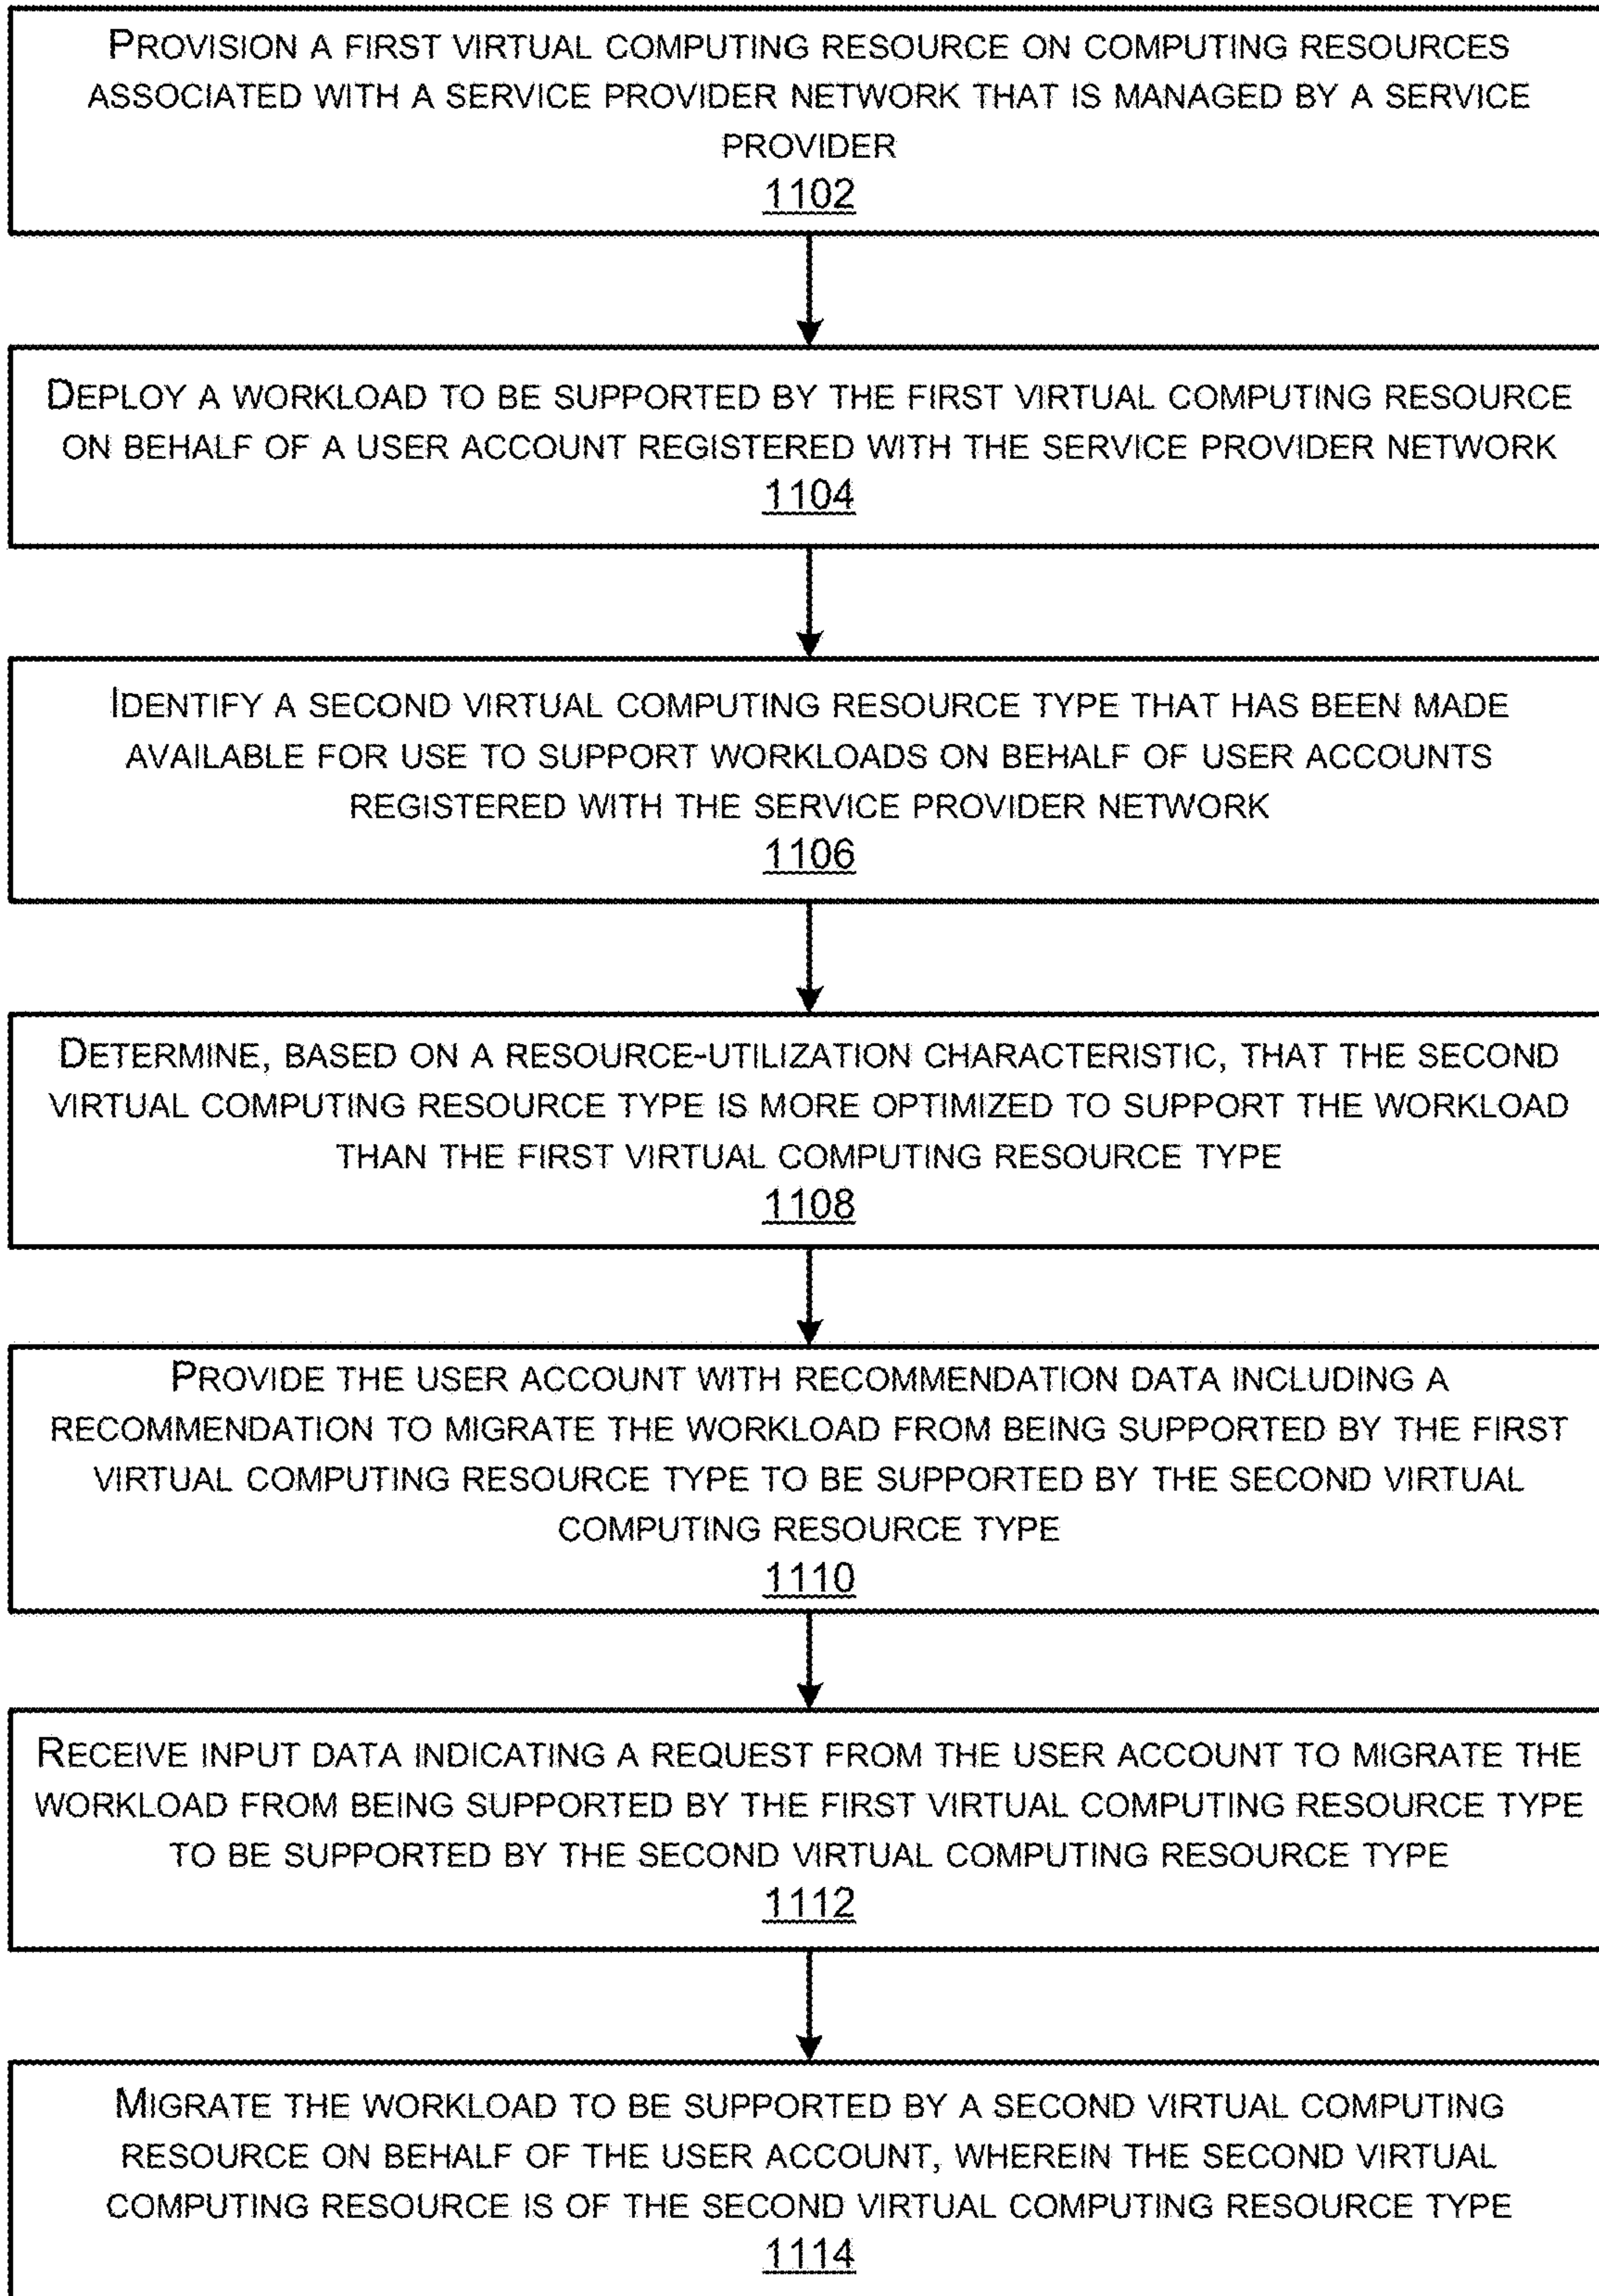 PROVISION A FIRST VIRTUAL COMPUTING RESOURCE ON COMPUTING RESOURCES
ASSOCIATED WITH A SERVICE PROVIDER NETWORK THAT IS MANAGED BY A SERVICE
PROVIDER
1102
DEPLOY A WORKLOAD TO BE SUPPORTED BY THE FIRST VIRTUAL COMPUTING RESOURCE
ON BEHALF OF A USER ACCOUNT REGISTERED WITH THE SERVICE PROVIDER NETWORK
1104
IDENTIFY A SECOND VIRTUAL COMPUTING RESOURCE TYPE THAT HAS BEEN MADE
AVAILABLE FOR USE TO SUPPORT WORKLOADS ON BEHALF OF USER ACCOUNTS
REGISTERED WITH THE SERVICE PROVIDER NETWORK
1106
DETERMINE, BASED ON A RESOURCE-UTILIZATION CHARACTERISTIC, THAT THE SECOND
VIRTUAL COMPUTING RESOURCE TYPE IS MORE OPTIMIZED TO SUPPORT THE WORKLOAD
THAN THE FIRST VIRTUAL COMPUTING RESOURCE TYPE
1108
PROVIDE THE USER ACCOUNT WITH RECOMMENDATION DATA INCLUDING A
RECOMMENDATION TO MIGRATE THE WORKLOAD FROM BEING SUPPORTED BY THE FIRST
VIRTUAL COMPUTING RESOURCE TYPE TO BE SUPPORTED BY THE SECOND VIRTUAL
COMPUTING RESOURCE TYPE
1110
RECEIVE INPUT DATA INDICATING A REQUEST FROM THE USER ACCOUNT TO MIGRATE THE
WORKLOAD FROM BEING SUPPORTED BY THE FIRST VIRTUAL COMPUTING RESOURCE TYPE
TO BE SUPPORTED BY THE SECOND VIRTUAL COMPUTING RESOURCE TYPE
1112
MIGRATE THE WORKLOAD TO BE SUPPORTED BY A SECOND VIRTUAL COMPUTING
RESOURCE ON BEHALF OF THE USER ACCOUNT, WHEREIN THE SECOND VIRTUAL
COMPUTING RESOURCE IS OF THE SECOND VIRTUAL COMPUTING RESOURCE TYPE
1114